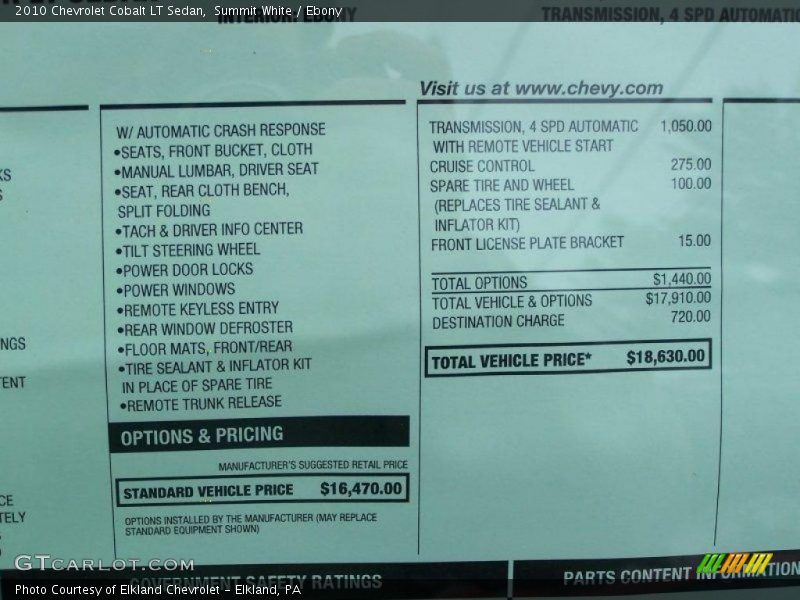 2010 Chevrolet Cobalt LT Sedan, Summit White / Ebony
INTERIOR: EBONY
TRANSMISSION, 4 SPD AUTOMATIC
Visit us at www.chevy.com
W/ AUTOMATIC CRASH RESPONSE
•SEATS, FRONT BUCKET, CLOTH
•MANUAL LUMBAR, DRIVER SEAT
•SEAT, REAR CLOTH BENCH,
SPLIT FOLDING
•TACH & DRIVER INFO CENTER
•TILT STEERING WHEEL
•POWER DOOR LOCKS
•POWER WINDOWS
•REMOTE KEYLESS ENTRY
•REAR WINDOW DEFROSTER
•FLOOR MATS, FRONT/REAR
•TIRE SEALANT & INFLATOR KIT
IN PLACE OF SPARE TIRE
•REMOTE TRUNK RELEASE
OPTIONS & PRICING
MANUFACTURER'S SUGGESTED RETAIL PRICE
STANDARD VEHICLE PRICE $16,470.00
OPTIONS INSTALLED BY THE MANUFACTURER (MAY REPLACE
STANDARD EQUIPMENT SHOWN)
TRANSMISSION, 4 SPD AUTOMATIC 1,050.00
WITH REMOTE VEHICLE START
CRUISE CONTROL 275.00
SPARE TIRE AND WHEEL 100.00
(REPLACES TIRE SEALANT &
INFLATOR KIT)
FRONT LICENSE PLATE BRACKET 15.00
TOTAL OPTIONS $1,440.00
TOTAL VEHICLE & OPTIONS $17,910.00
DESTINATION CHARGE 720.00
TOTAL VEHICLE PRICE* $18,630.00
KS
S
NGS
ENT
CE
TELY
GTCarLot.com
GOVERNMENT SAFETY RATINGS
PARTS CONTENT INFORMATION
Photo Courtesy of Elkland Chevrolet - Elkland, PA